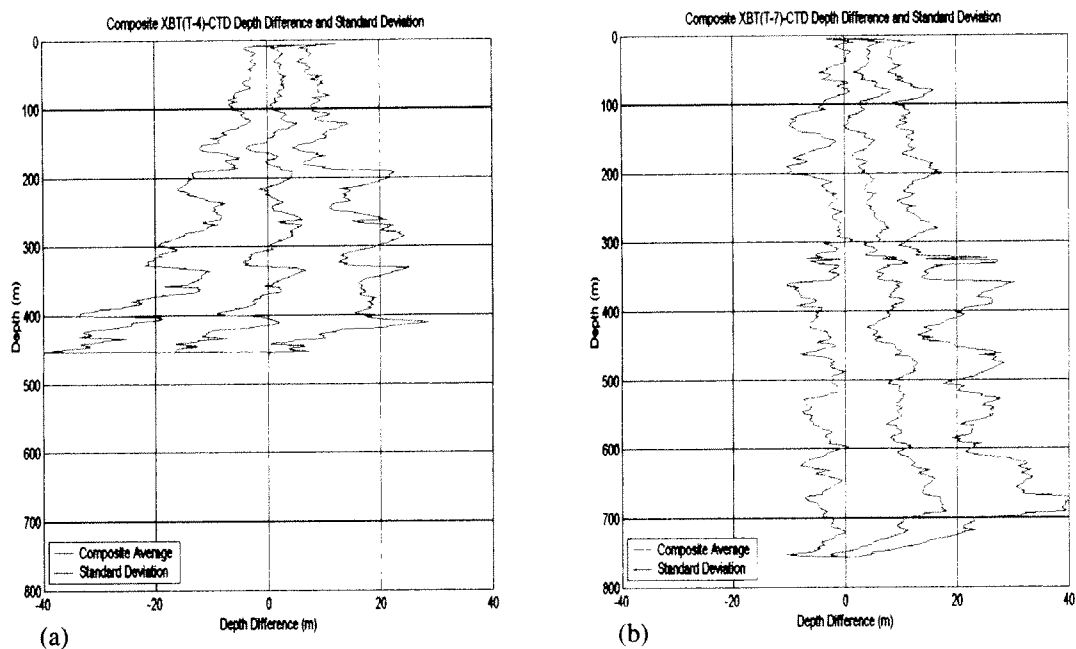 Composite XBT(T-4)-CTD Depth Difference and Standard Deviation
0
100
200
300
400
500
600
700
800
Depth (m)
Composite Average
Standard Deviation
-40
-20
0
20
40
Depth Difference (m)
(a)
Composite XBT(T-7)-CTD Depth Difference and Standard Deviation
0
100
200
300
400
500
600
700
800
Depth (m)
Composite Average
Standard Deviation
-40
-20
0
20
40
Depth Difference (m)
(b)